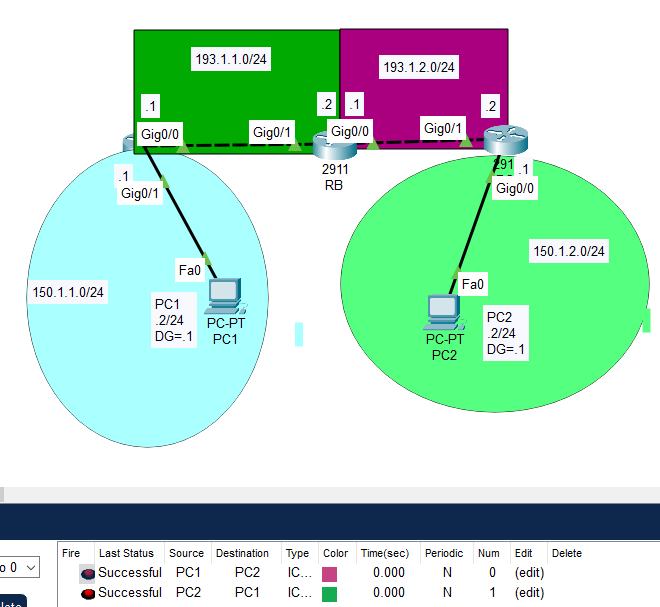 193.1.1.0/24
193.1.2.0/24
.1
.2
.1
.2
Gig0/0
Gig0/1
Gig0/0
Gig0/1
2911
RB
291
.1
.1
Gig0/1
Gig0/0
150.1.2.0/24
150.1.1.0/24
Fa0
Fa0
PC1
.2/24
DG=.1
PC-PT
PC1
PC2
.2/24
DG=.1
PC-PT
PC2
Fire Last Status Source Destination Type Color Time(sec) Periodic Num Edit Delete
Successful PC1 PC2 IC... 0.000 N 0 (edit)
o 0
Successful PC2 PC1 IC... 0.000 N 1 (edit)